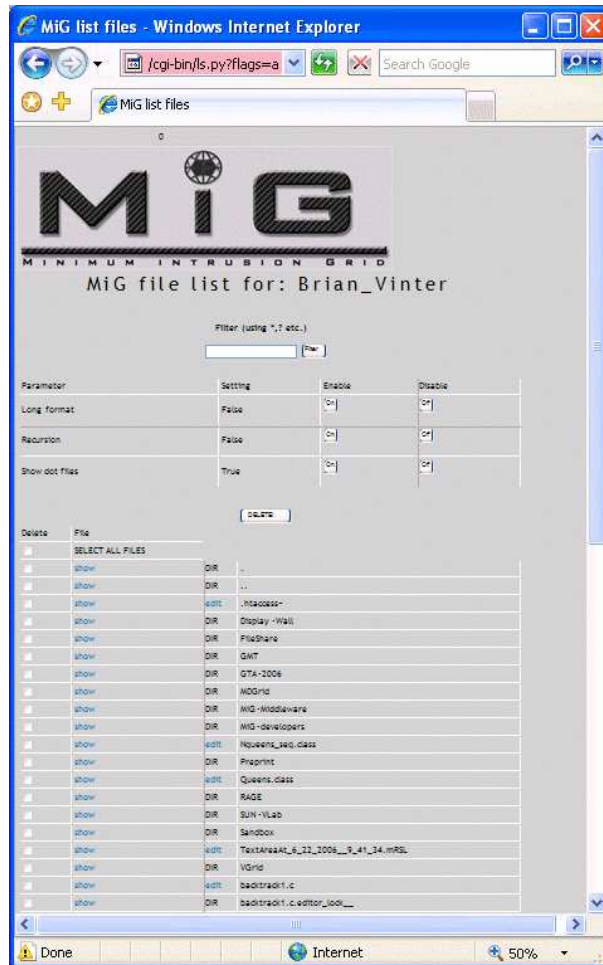 MiG list files - Windows Internet Explorer
/cgi-bin/ls.py?flags=a Search Google
MiG list files
0
MiG
MINIMUM INTRUSION GRID
MiG file list for: Brian_Vinter
Filter (using *,? etc.)
Filter
Parameter Setting Enable Disable
Long format False On Off
Recursion False On Off
Show dot files True On Off
DELETE
Delete File
SELECT ALL FILES
show DIR .
show DIR ..
show edit .htaccess~
show DIR Display-Wall
show DIR FileShare
show DIR GMT
show DIR GTA-2006
show DIR MDGrid
show DIR MiG-Middleware
show DIR MiG-developers
show edit Nqueens_seq.class
show DIR Preprint
show edit Queens.class
show DIR RAGE
show DIR SUN-VLab
show DIR Sandbox
show edit TextAreaAt_6_22_2006__9_41_34.mRSL
show DIR VGrid
show edit backtrack1.c
show DIR backtrack1.c.editor_lock__
Done Internet 50%